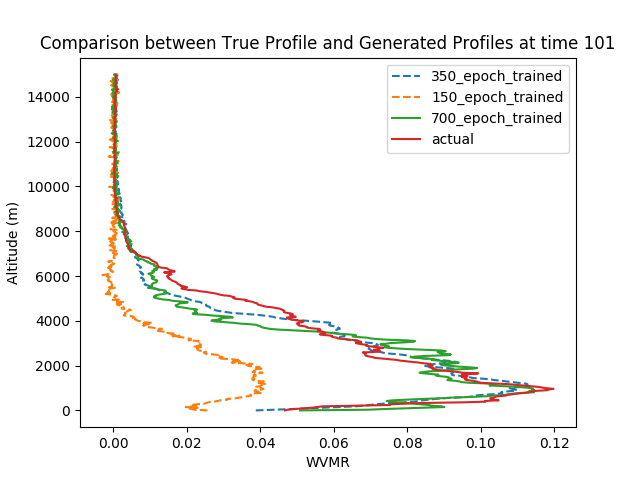 Comparison between True Profile and Generated Profiles at time 101
350_epoch_trained
150_epoch_trained
700_epoch_trained
actual
14000
12000
10000
8000
6000
4000
2000
0
Altitude (m)
0.00 0.02 0.04 0.06 0.08 0.10 0.12
WVMR